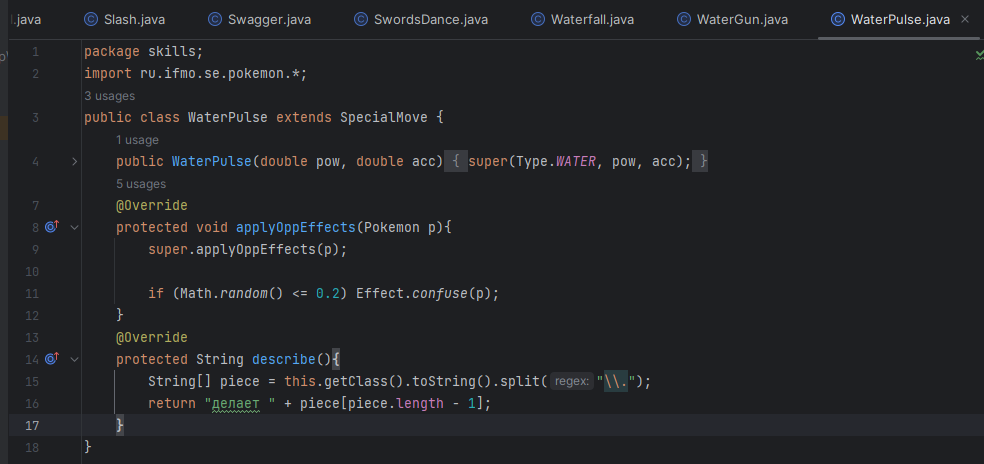 l.java Slash.java Swagger.java SwordsDance.java Waterfall.java WaterGun.java WaterPulse.java ×
1 package skills;
2 import ru.ifmo.se.pokemon.*;
3 usages
3 public class WaterPulse extends SpecialMove {
1 usage
4 public WaterPulse(double pow, double acc) { super(Type.WATER, pow, acc); }
5 usages
7 @Override
8 protected void applyOppEffects(Pokemon p){
9 super.applyOppEffects(p);
10
11 if (Math.random() <= 0.2) Effect.confuse(p);
12 }
13 @Override
14 protected String describe(){
15 String[] piece = this.getClass().toString().split( regex: "\\.");
16 return "делает " + piece[piece.length - 1];
17 }
18 }